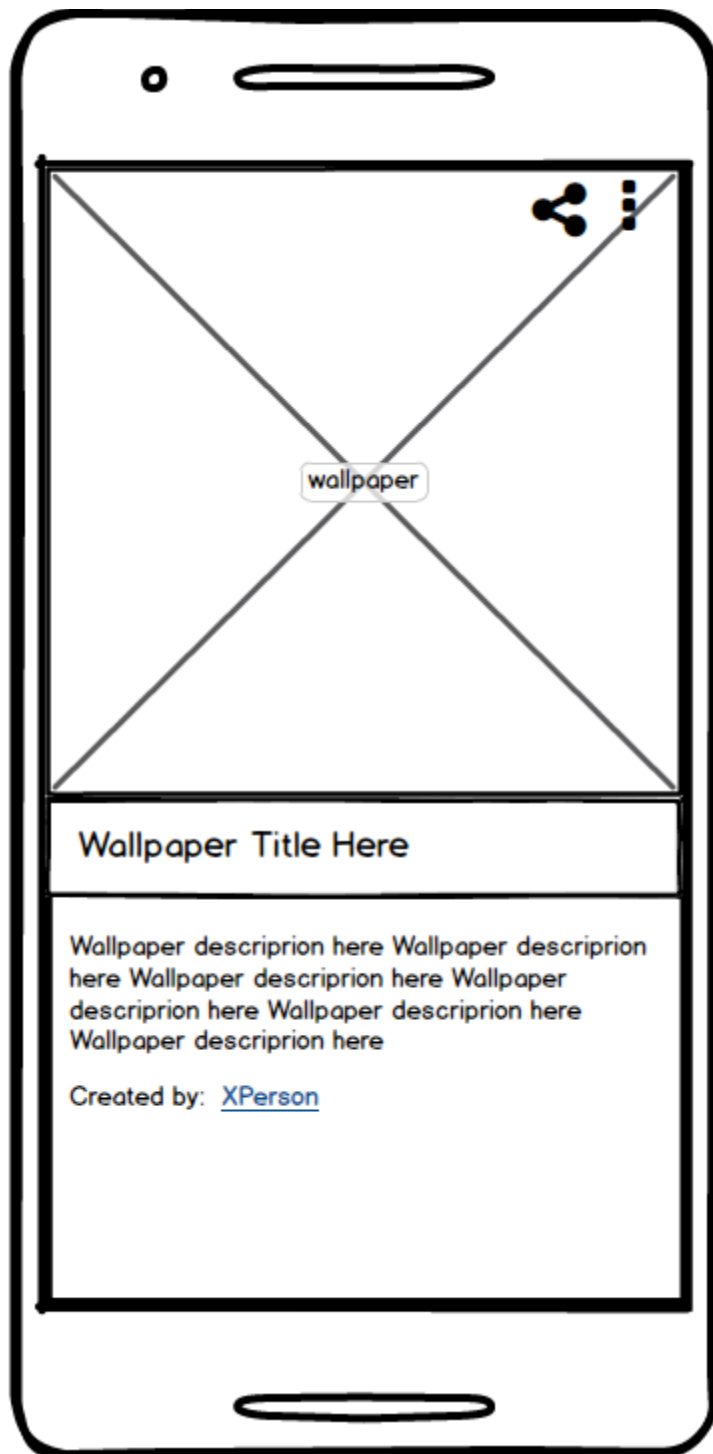 wallpaper
Wallpaper Title Here
Wallpaper descriprion here Wallpaper descriprion
here Wallpaper descriprion here Wallpaper
descriprion here Wallpaper descriprion here
Wallpaper descriprion here
Created by: XPerson